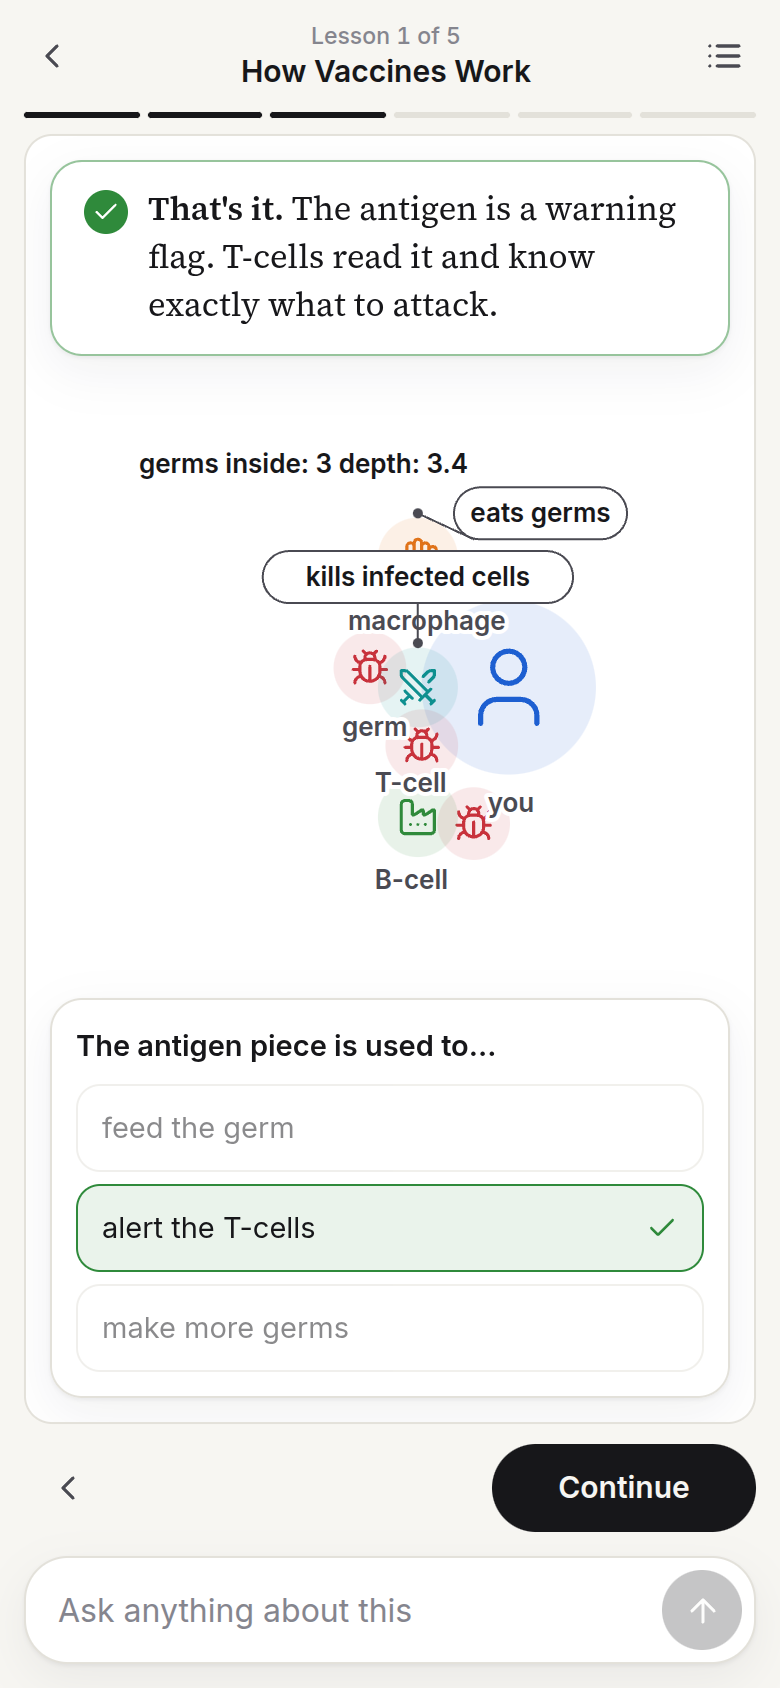 Lesson 1 of 5
How Vaccines Work
That's it. The antigen is a warning
flag. T-cells read it and know
exactly what to attack.
germs inside: 3 depth: 3.4
eats germs
kills infected cells
macrophage
germ
T-cell
you
B-cell
The antigen piece is used to...
feed the germ
alert the T-cells
make more germs
Continue
Ask anything about this